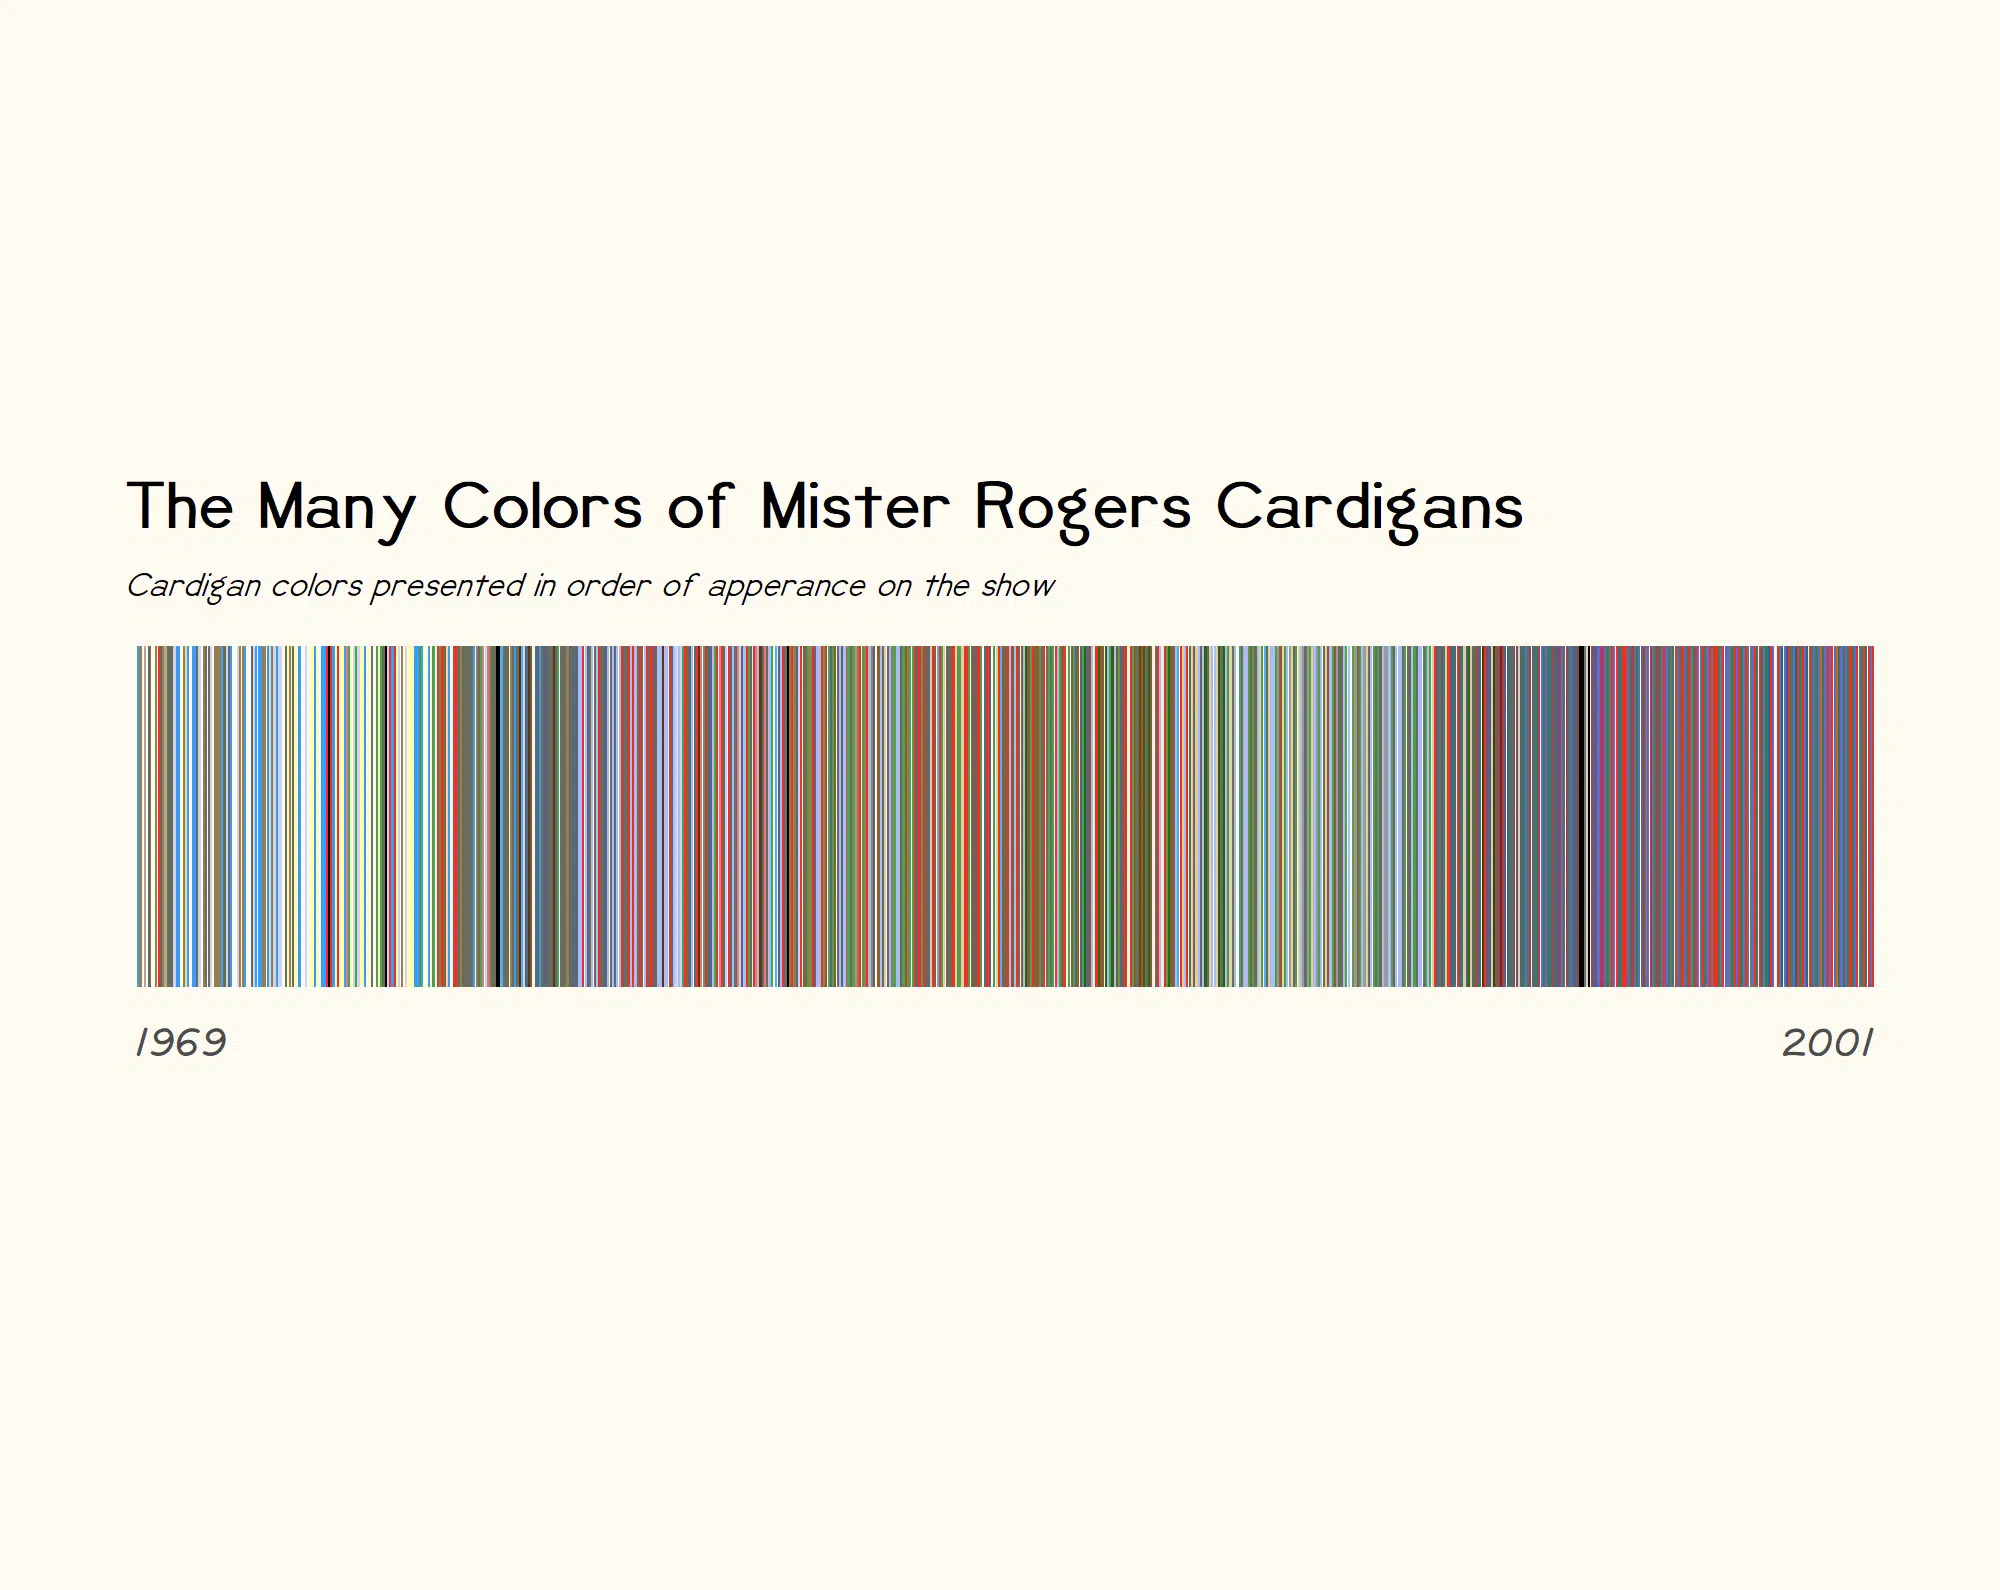 The Many Colors of Mister Rogers Cardigans
Cardigan colors presented in order of apperance on the show
1969
2001